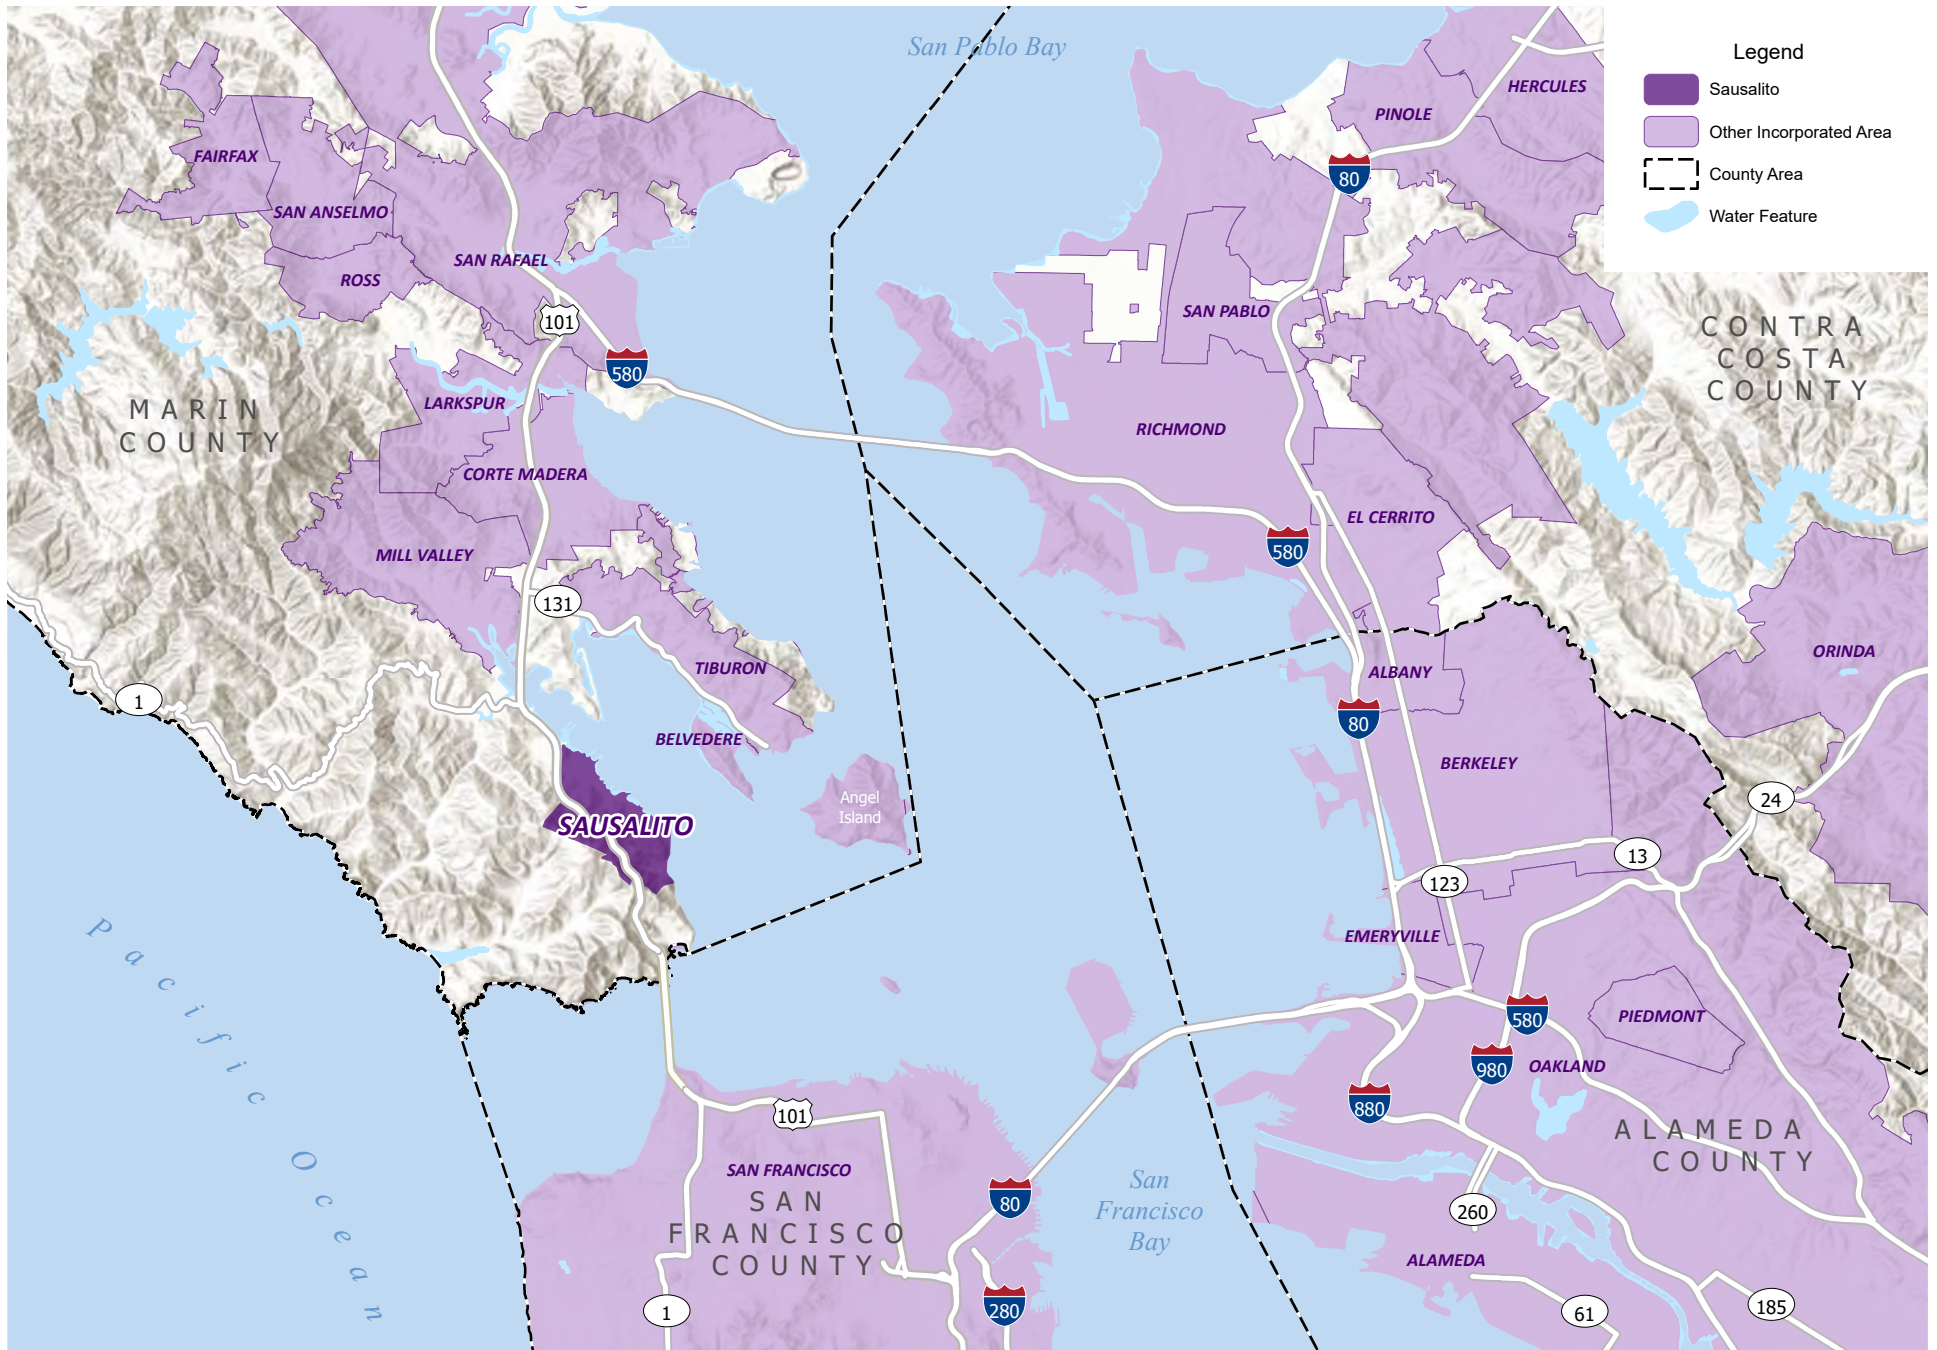 San Pablo Bay
Legend
Sausalito
Other Incorporated Area
County Area
Water Feature
HERCULES
PINOLE
FAIRFAX
80
SAN ANSELMO
SAN RAFAEL
ROSS
SAN PABLO
101
CONTRA
COSTA
COUNTY
580
MARIN
COUNTY
LARKSPUR
RICHMOND
CORTE MADERA
EL CERRITO
MILL VALLEY
580
131
TIBURON
ALBANY
ORINDA
1
80
BELVEDERE
BERKELEY
Angel
Island
24
SAUSALITO
13
123
EMERYVILLE
Pacific Ocean
580
PIEDMONT
980
OAKLAND
880
101
ALAMEDA
COUNTY
SAN FRANCISCO
SAN
FRANCISCO
COUNTY
80
San
Francisco
Bay
260
ALAMEDA
1
280
61
185